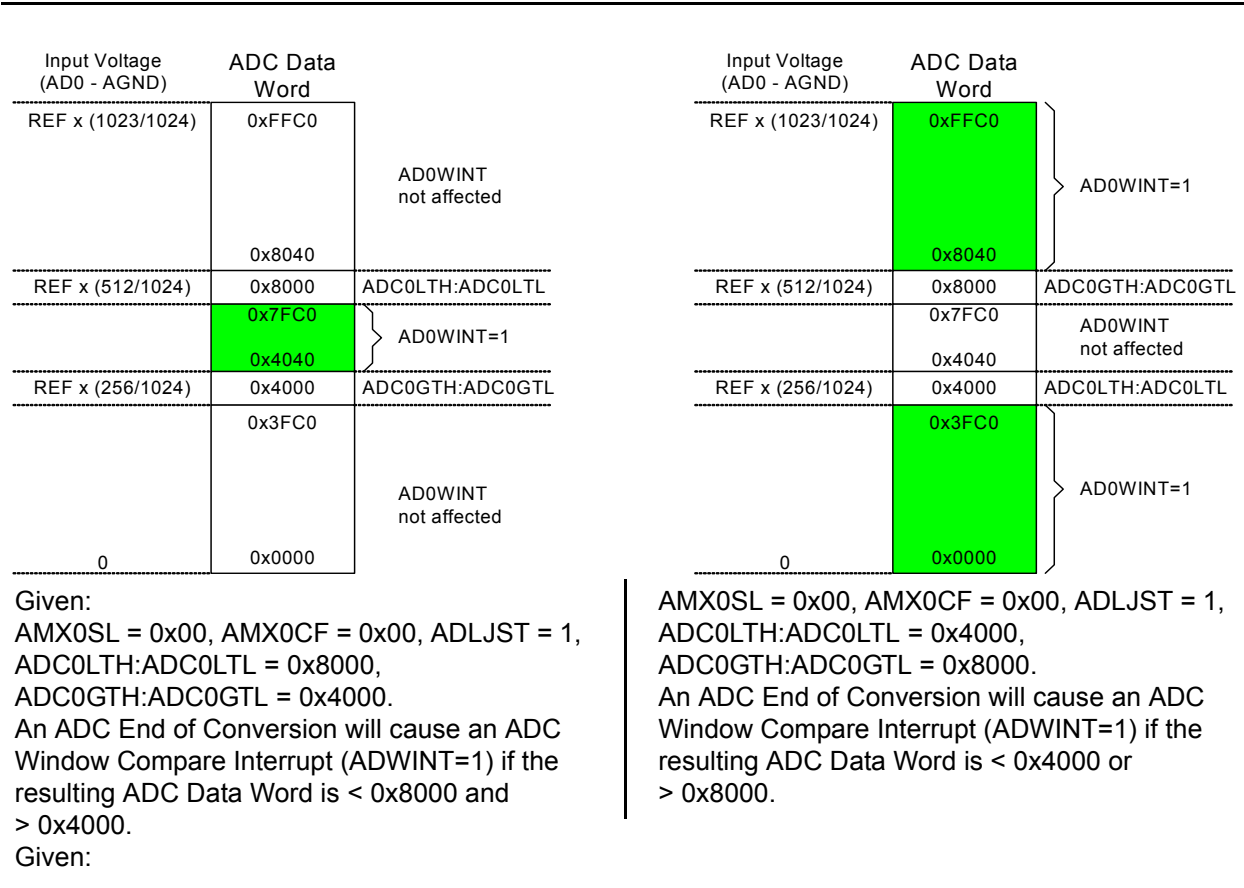 Input Voltage
(AD0 - AGND)
ADC Data
Word
REF x (1023/1024)
0xFFC0
AD0WINT
not affected
0x8040
REF x (512/1024)
0x8000
ADC0LTH:ADC0LTL
0x7FC0
AD0WINT=1
0x4040
REF x (256/1024)
0x4000
ADC0GTH:ADC0GTL
0x3FC0
AD0WINT
not affected
0
0x0000
Given:
AMX0SL = 0x00, AMX0CF = 0x00, ADLJST = 1,
ADC0LTH:ADC0LTL = 0x8000,
ADC0GTH:ADC0GTL = 0x4000.
An ADC End of Conversion will cause an ADC
Window Compare Interrupt (ADWINT=1) if the
resulting ADC Data Word is < 0x8000 and
> 0x4000.
Given:
Input Voltage
(AD0 - AGND)
ADC Data
Word
REF x (1023/1024)
0xFFC0
AD0WINT=1
0x8040
REF x (512/1024)
0x8000
ADC0GTH:ADC0GTL
0x7FC0
AD0WINT
not affected
0x4040
REF x (256/1024)
0x4000
ADC0LTH:ADC0LTL
0x3FC0
AD0WINT=1
0
0x0000
AMX0SL = 0x00, AMX0CF = 0x00, ADLJST = 1,
ADC0LTH:ADC0LTL = 0x4000,
ADC0GTH:ADC0GTL = 0x8000.
An ADC End of Conversion will cause an ADC
Window Compare Interrupt (ADWINT=1) if the
resulting ADC Data Word is < 0x4000 or
> 0x8000.